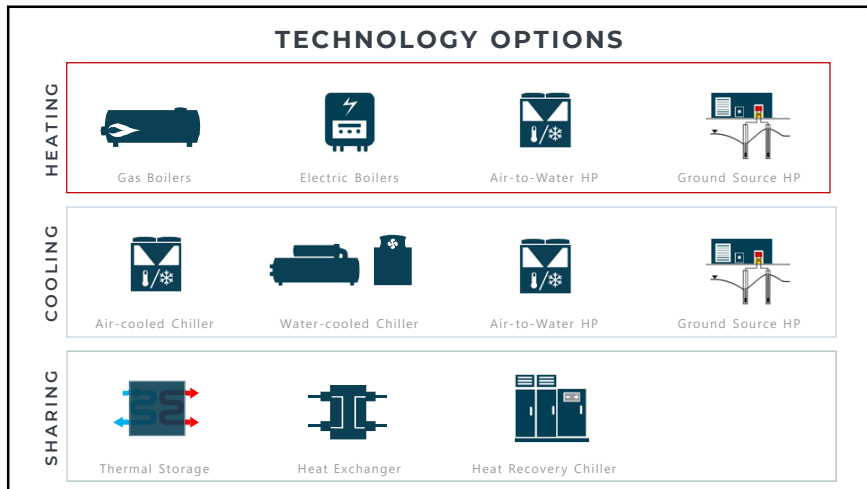 TECHNOLOGY OPTIONS
HEATING
Gas Boilers
Electric Boilers
Air-to-Water HP
Ground Source HP
COOLING
Air-cooled Chiller
Water-cooled Chiller
Air-to-Water HP
Ground Source HP
SHARING
Thermal Storage
Heat Exchanger
Heat Recovery Chiller